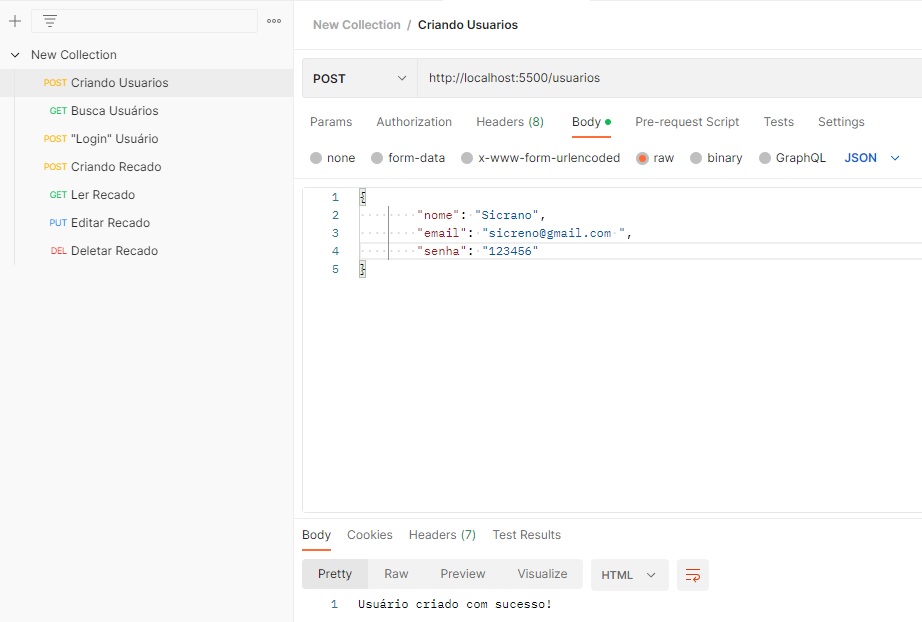 New Collection
POST Criando Usuarios
GET Busca Usuários
POST "Login" Usuário
POST Criando Recado
GET Ler Recado
PUT Editar Recado
DEL Deletar Recado
New Collection / Criando Usuarios
POST http://localhost:5500/usuarios
Params Authorization Headers (8) Body Pre-request Script Tests Settings
none form-data x-www-form-urlencoded raw binary GraphQL JSON
1 {
2 "nome": "Sicrano",
3 "email": "sicreno@gmail.com ",
4 "senha": "123456"
5 }
Body Cookies Headers (7) Test Results
Pretty Raw Preview Visualize HTML
1 Usuário criado com sucesso!